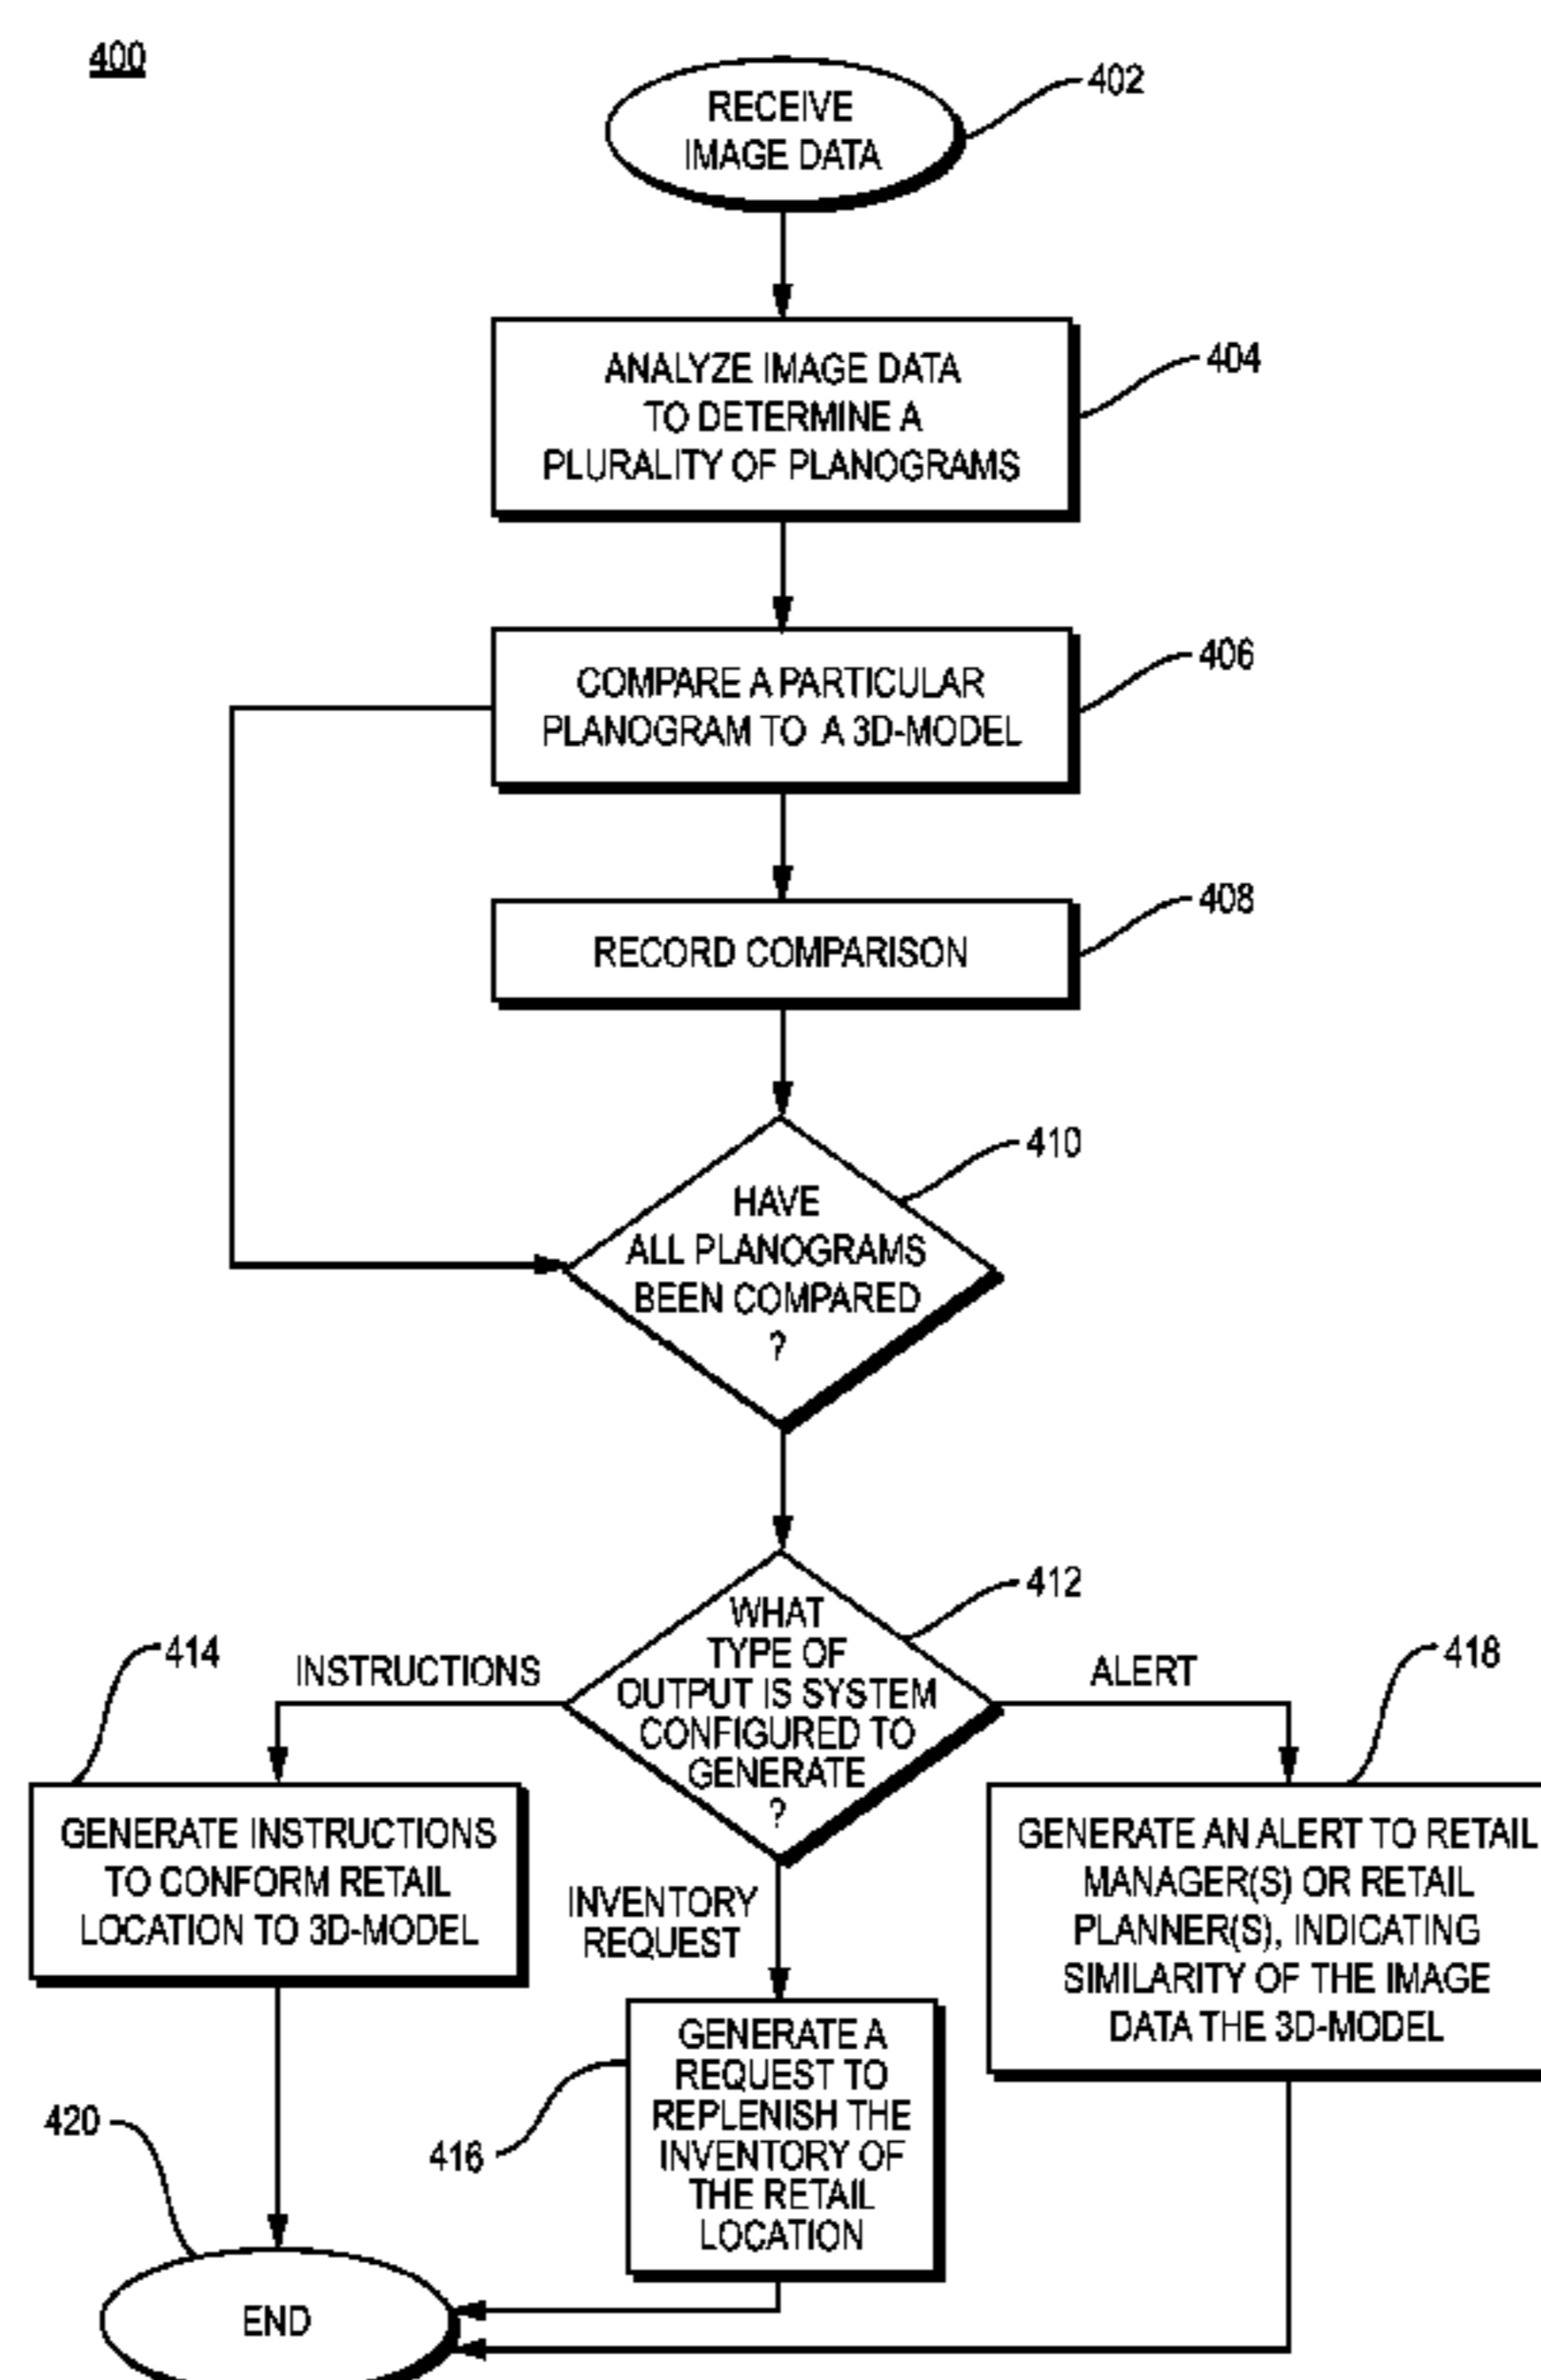 400
RECEIVE
IMAGE DATA
402
ANALYZE IMAGE DATA
TO DETERMINE A
PLURALITY OF PLANOGRAMS
404
COMPARE A PARTICULAR
PLANOGRAM TO A 3D-MODEL
406
RECORD COMPARISON
408
HAVE
ALL PLANOGRAMS
BEEN COMPARED
?
410
WHAT
TYPE OF
OUTPUT IS SYSTEM
CONFIGURED TO
GENERATE
?
412
INSTRUCTIONS
414
GENERATE INSTRUCTIONS
TO CONFORM RETAIL
LOCATION TO 3D-MODEL
INVENTORY
REQUEST
GENERATE A
REQUEST TO
REPLENISH THE
INVENTORY OF
THE RETAIL
LOCATION
416
ALERT
418
GENERATE AN ALERT TO RETAIL
MANAGER(S) OR RETAIL
PLANNER(S), INDICATING
SIMILARITY OF THE IMAGE
DATA THE 3D-MODEL
420
END